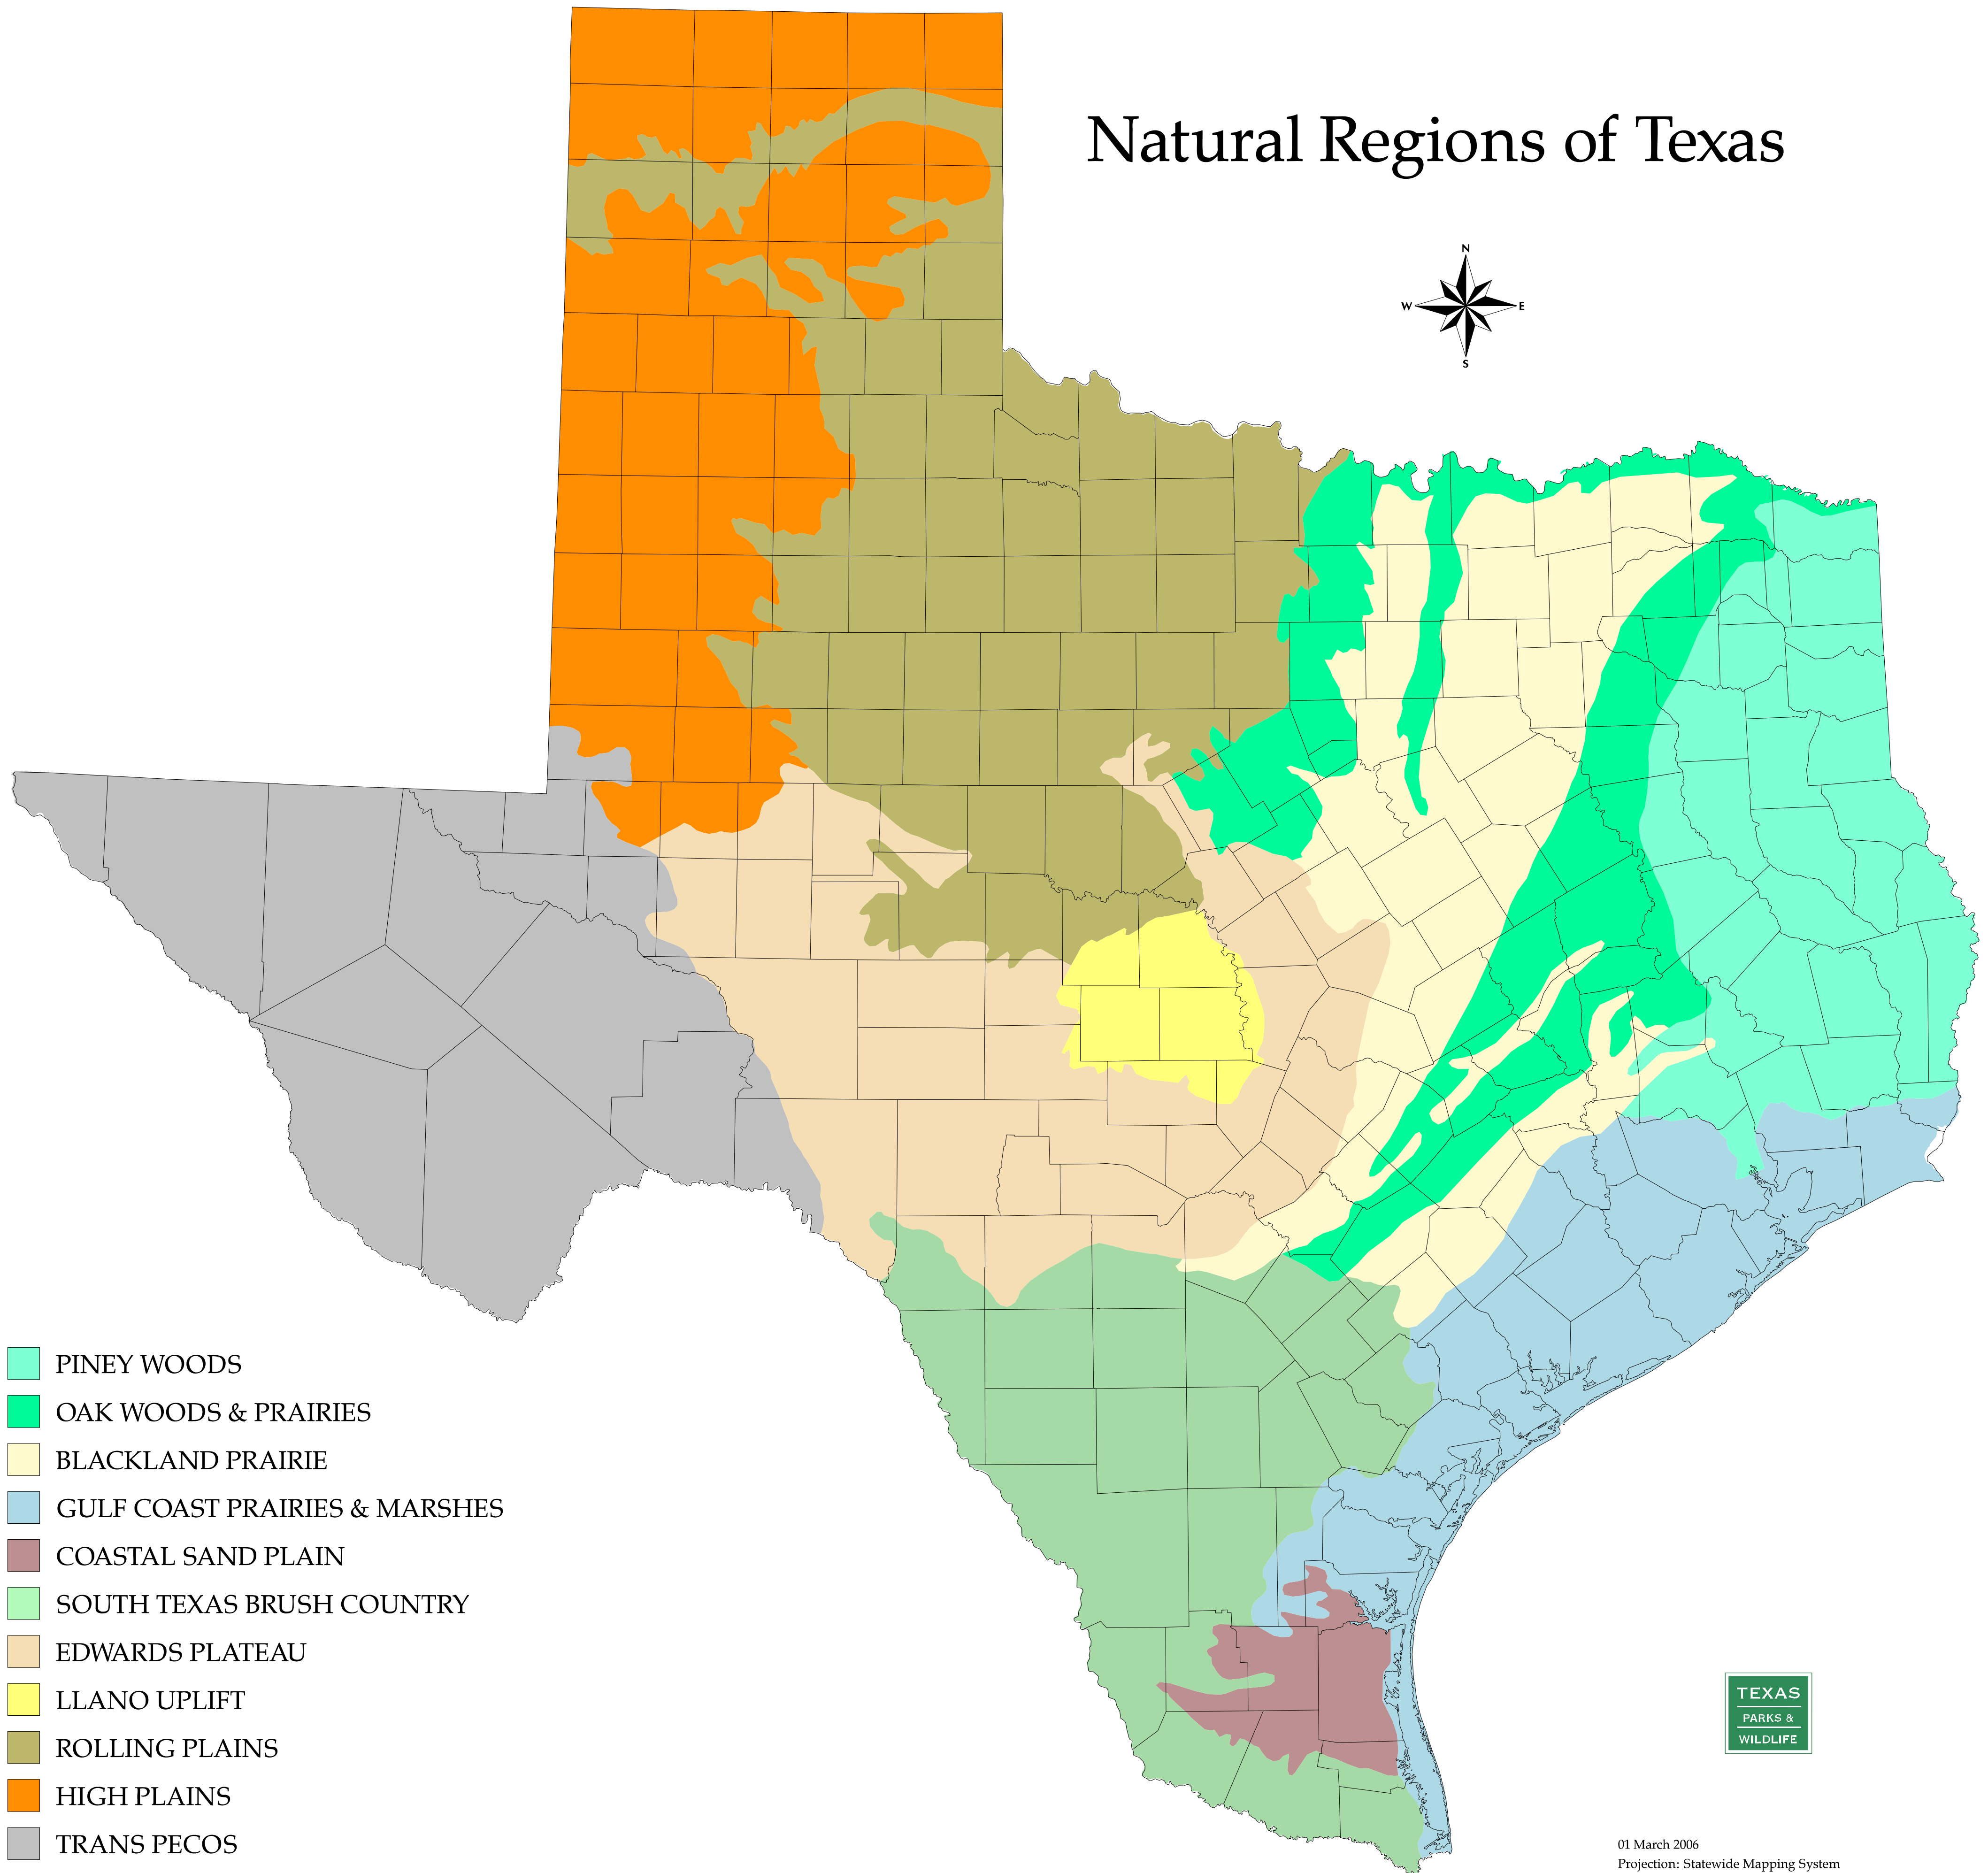 Natural Regions of Texas
N
W
E
S
PINEY WOODS
OAK WOODS & PRAIRIES
BLACKLAND PRAIRIE
GULF COAST PRAIRIES & MARSHES
COASTAL SAND PLAIN
SOUTH TEXAS BRUSH COUNTRY
EDWARDS PLATEAU
LLANO UPLIFT
ROLLING PLAINS
HIGH PLAINS
TRANS PECOS
TEXAS
PARKS &
WILDLIFE
01 March 2006
Projection: Statewide Mapping System